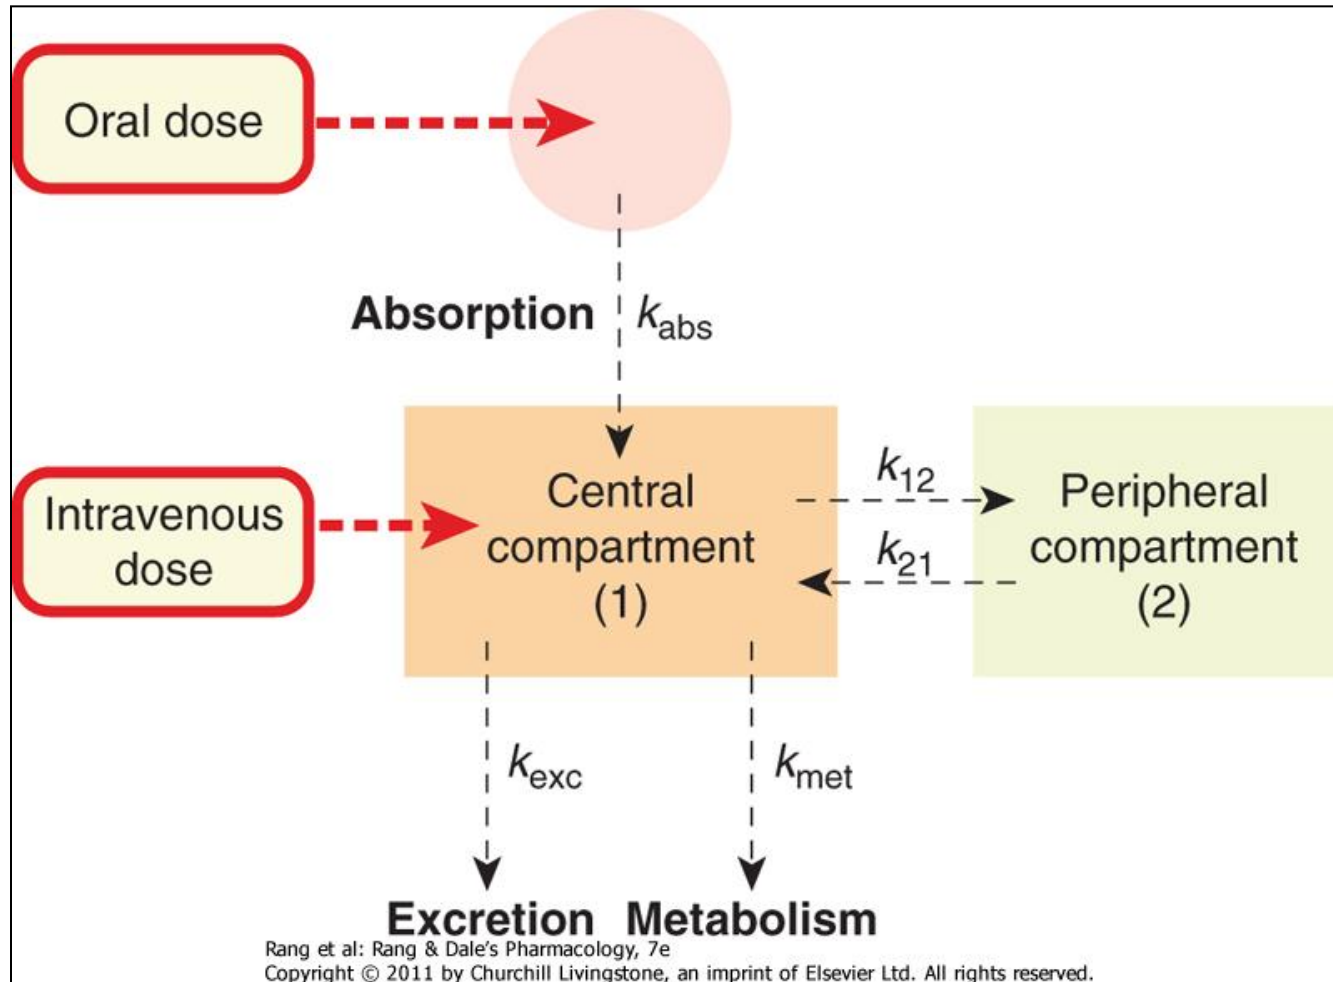 Oral dose
Absorption
kabs
Intravenous
dose
Central
compartment
(1)
k12
k21
Peripheral
compartment
(2)
kexc
kmet
Excretion
Metabolism
Rang et al: Rang & Dale's Pharmacology, 7e
Copyright © 2011 by Churchill Livingstone, an imprint of Elsevier Ltd. All rights reserved.